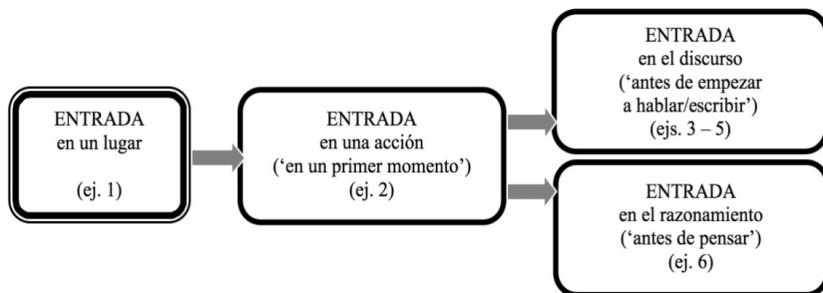 ENTRADA
en un lugar
(ej. 1)
ENTRADA
en una acción
(‘en un primer momento’)
(ej. 2)
ENTRADA
en el discurso
(‘antes de empezar
a hablar/escribir’)
(ejs. 3 – 5)
ENTRADA
en el razonamiento
(‘antes de pensar’)
(ej. 6)